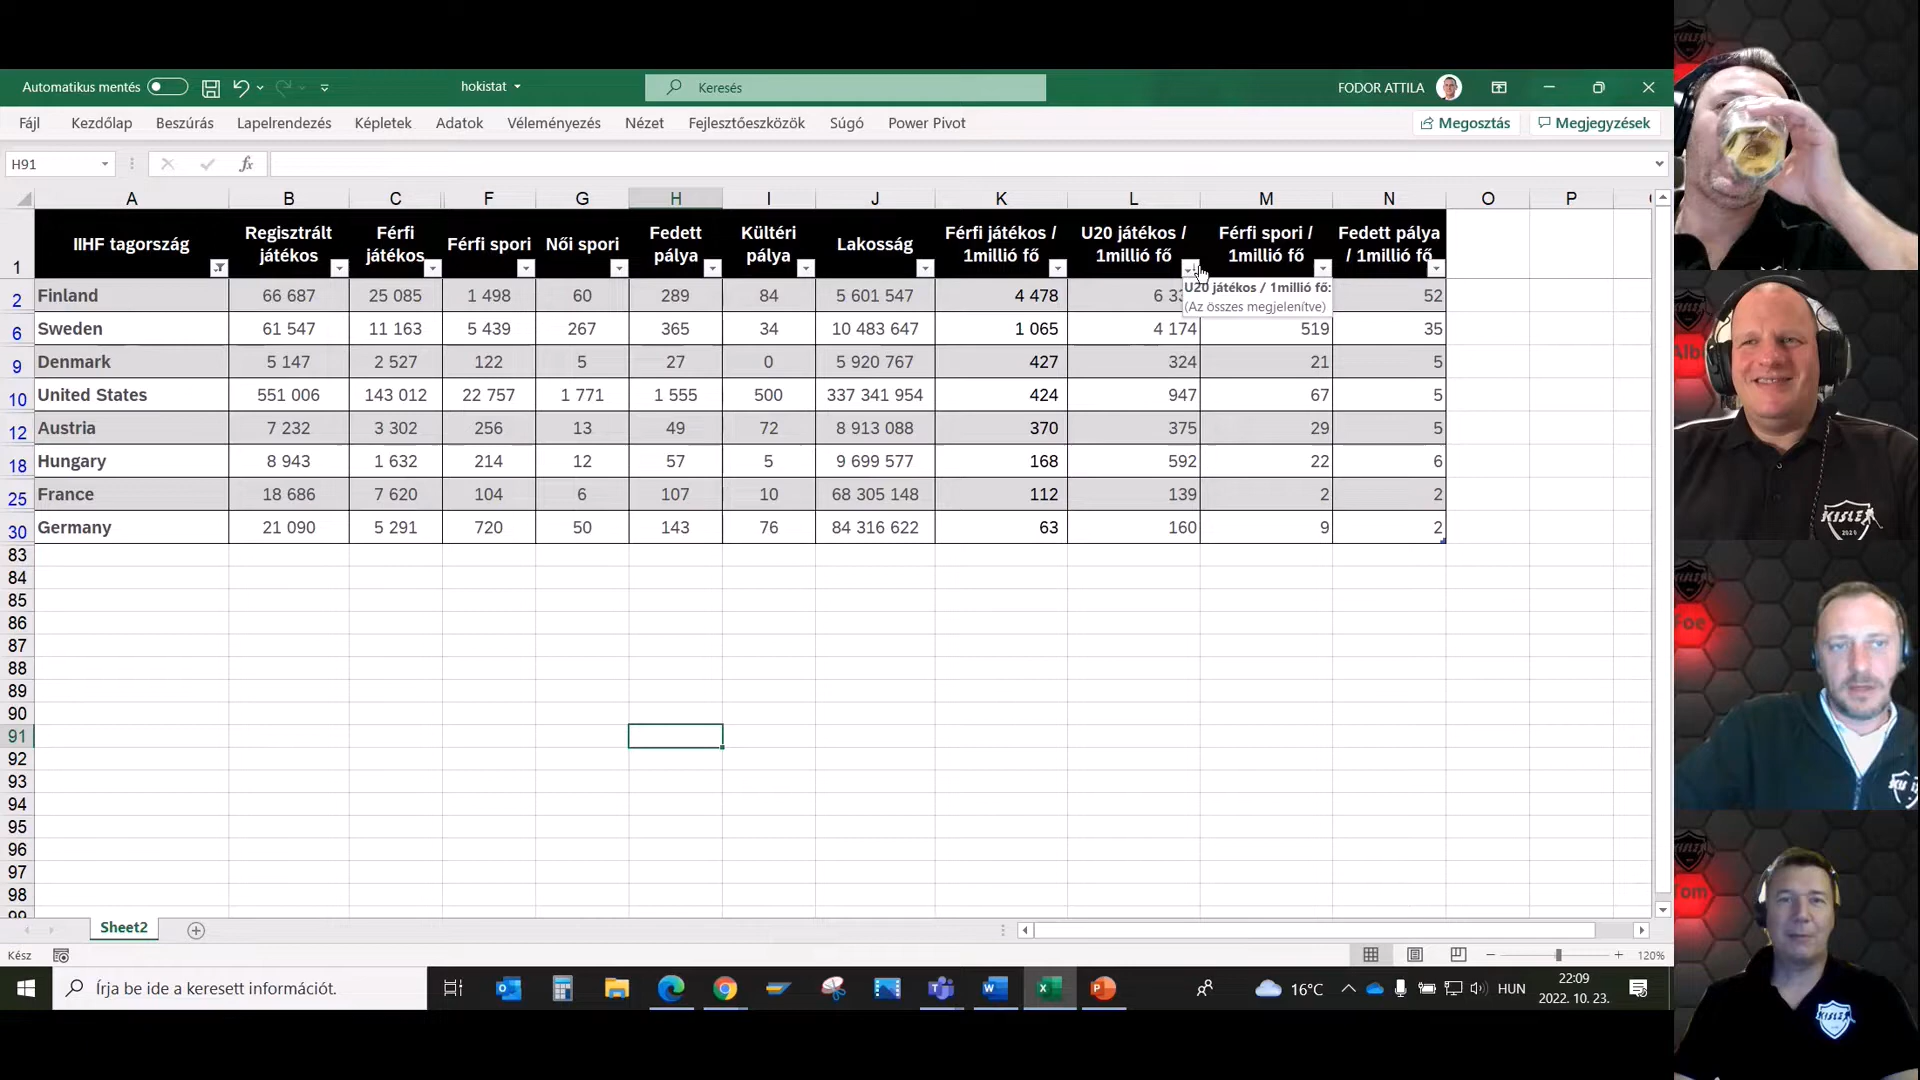 Automatikus mentés
hokistat
Keresés
FODOR ATTILA
Fájl Kezdőlap Beszúrás Lapelrendezés Képletek Adatok Véleményezés Nézet Fejlesztőeszközök Súgó Power Pivot Megosztás Megjegyzések
H91 fx
A B C F G H I J K L M N O P
1 IIHF tagország Regisztrált játékos Férfi játékos Férfi spori Női spori Fedett pálya Kültéri pálya Lakosság Férfi játékos / 1millió fő U20 játékos / 1millió fő Férfi spori / 1millió fő Fedett pálya / 1millió fő
2 Finland 66 687 25 085 1 498 60 289 84 5 601 547 4 478 52
U20 játékos / 1millió fő:
(Az összes megjelenítve)
6 Sweden 61 547 11 163 5 439 267 365 34 10 483 647 1 065 4 174 519 35
9 Denmark 5 147 2 527 122 5 27 0 5 920 767 427 324 21 5
10 United States 551 006 143 012 22 757 1 771 1 555 500 337 341 954 424 947 67 5
12 Austria 7 232 3 302 256 13 49 72 8 913 088 370 375 29 5
18 Hungary 8 943 1 632 214 12 57 5 9 699 577 168 592 22 6
25 France 18 686 7 620 104 6 107 10 68 305 148 112 139 2 2
30 Germany 21 090 5 291 720 50 143 76 84 316 622 63 160 9 2
83
84
85
86
87
88
89
90
91
92
93
94
95
96
97
98
99
Sheet2
Kész
120%
Írja be ide a keresett információt.
16°C
HUN
22:09
2022. 10. 23.
KISLER
2020
Foe
Tom
KISLER